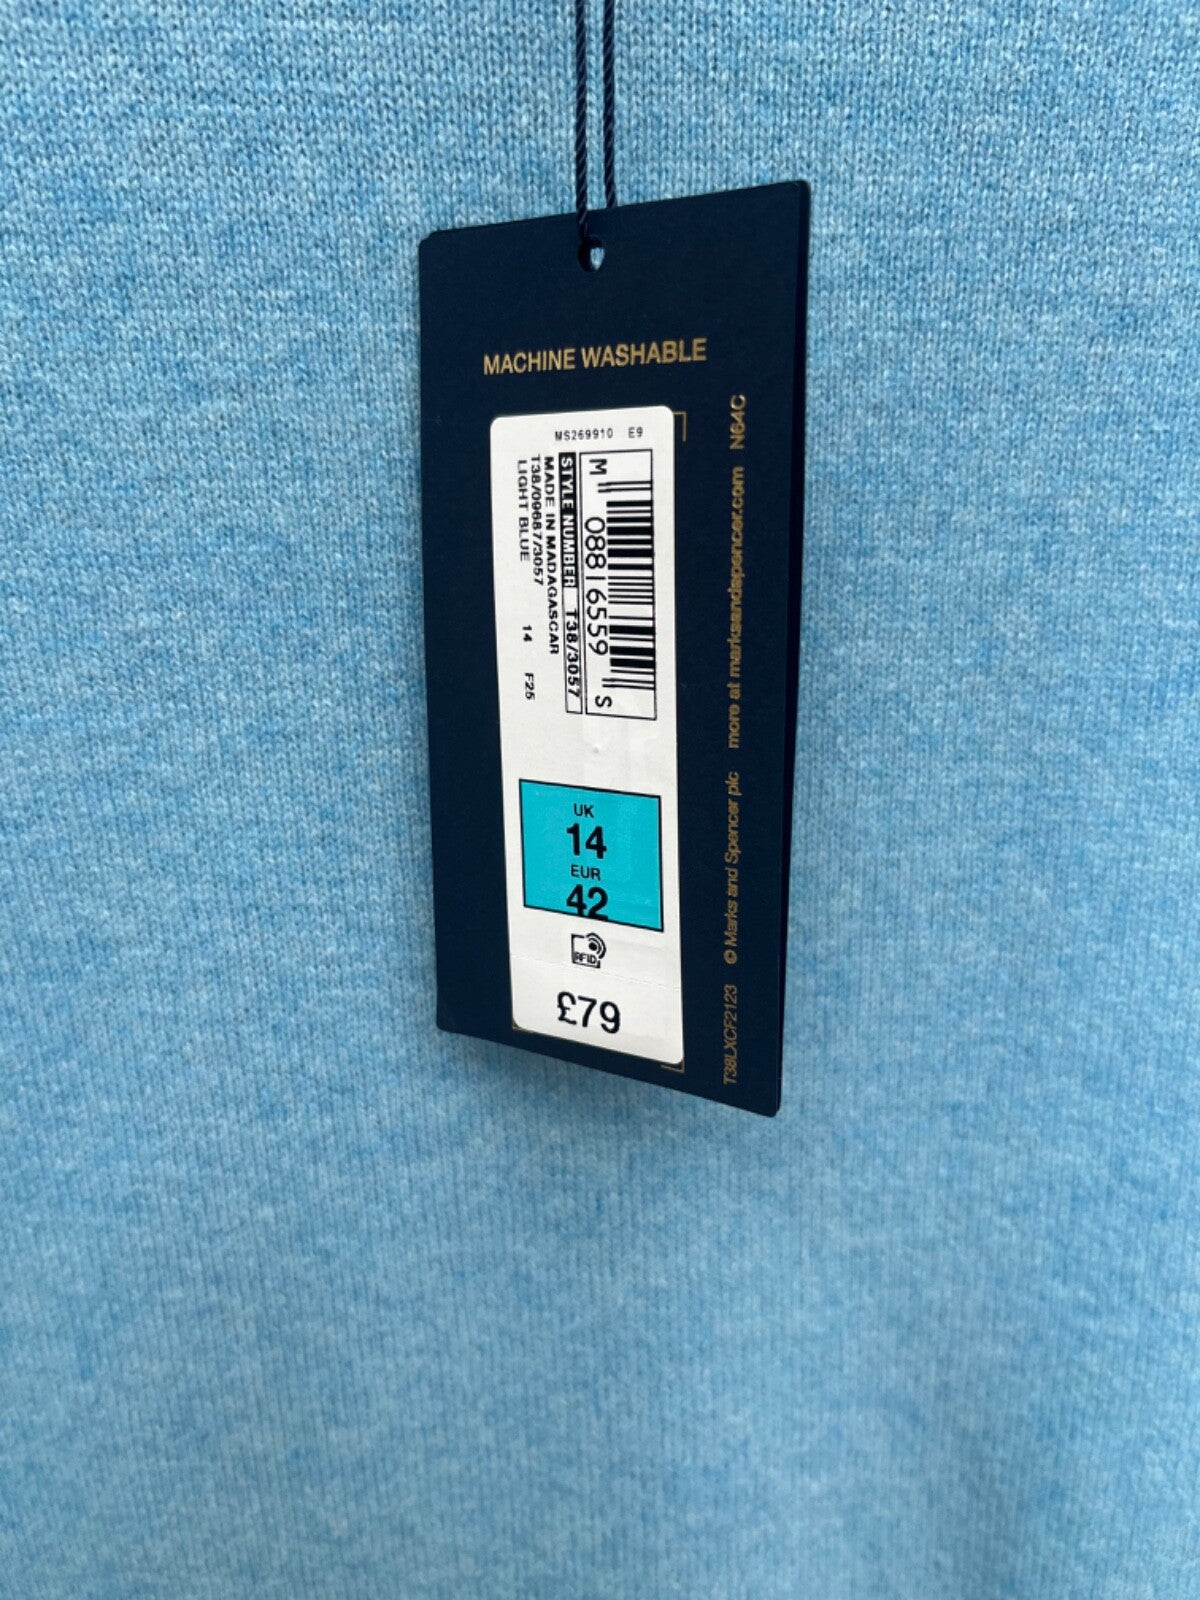 MACHINE WASHABLE
MS269910 E9
M 08816559 S
STYLE NUMBER T38/3057
MADE IN MADAGASCAR
T38/09687/3057
LIGHT BLUE 14 F25
UK
14
EUR
42
RFID
£79
T38LXCF2123 © Marks and Spencer plc more at marksandspencer.com N64C